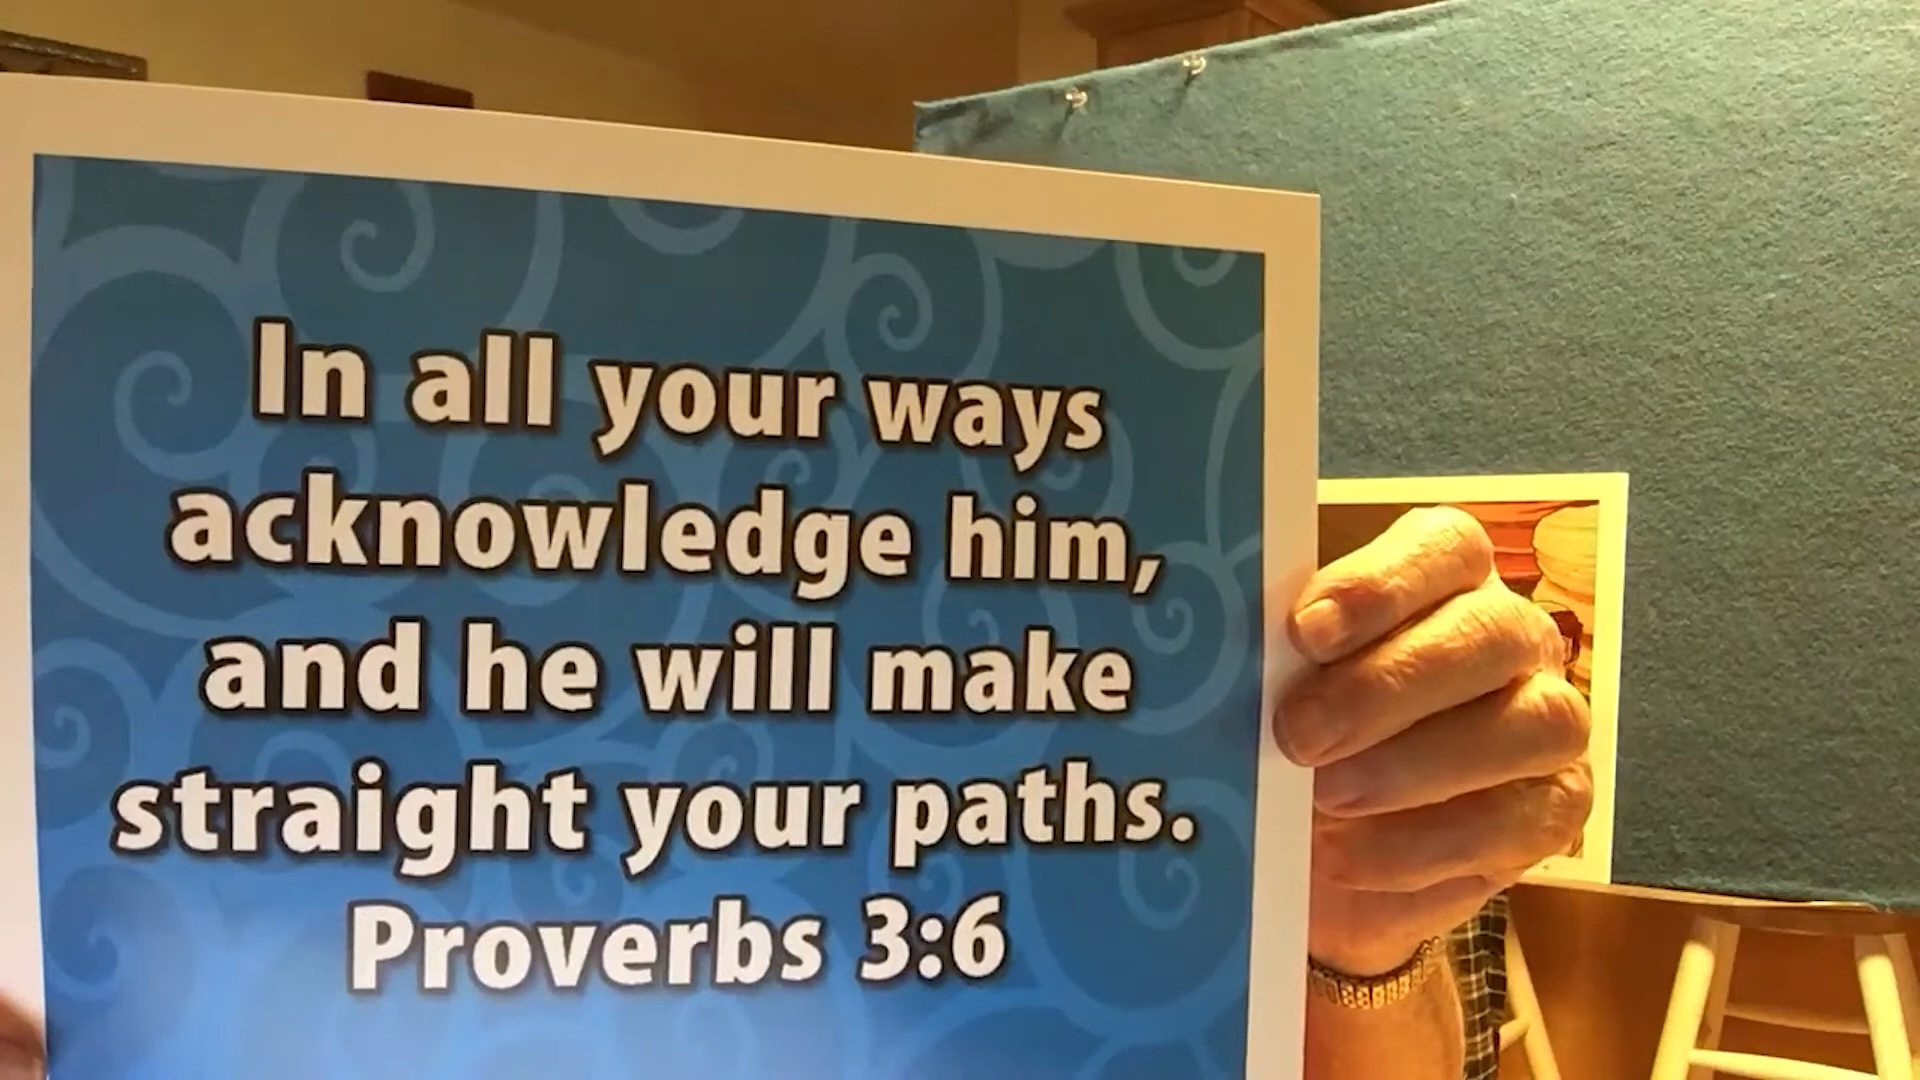 In all your ways
acknowledge him,
and he will make
straight your paths.
Proverbs 3:6